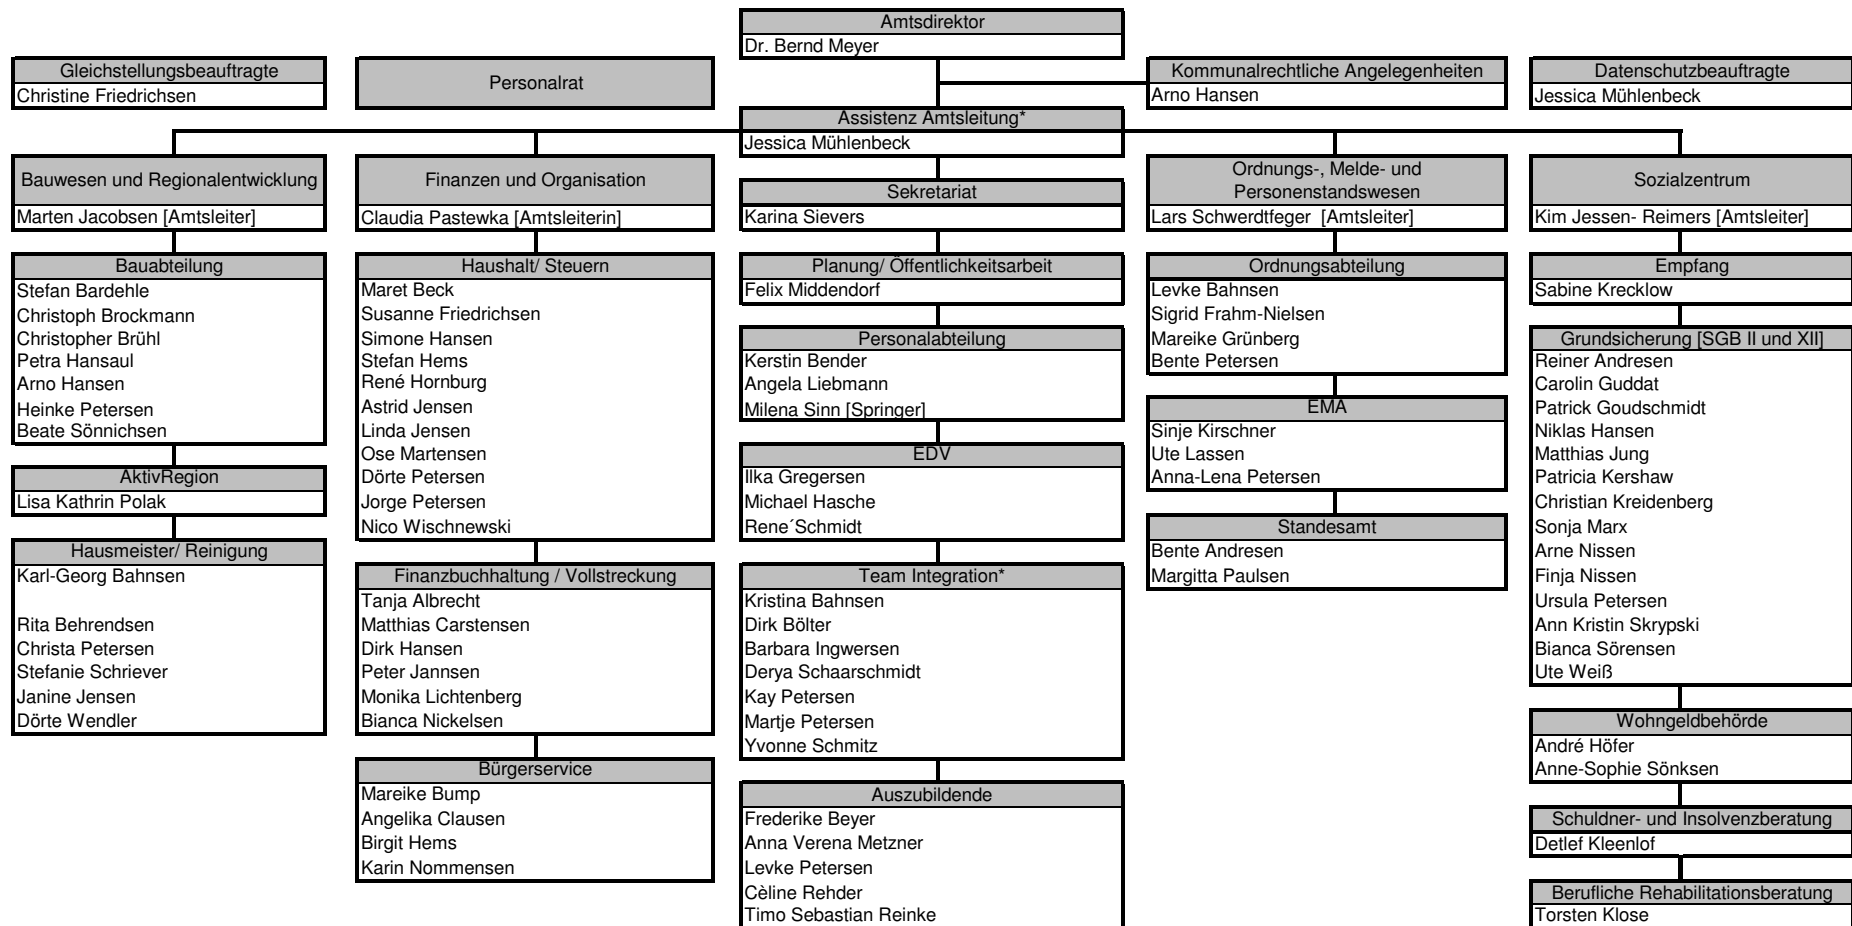 Amtsdirektor
Dr. Bernd Meyer
Gleichstellungsbeauftragte
Christine Friedrichsen
Personalrat
Kommunalrechtliche Angelegenheiten
Arno Hansen
Datenschutzbeauftragte
Jessica Mühlenbeck
Assistenz Amtsleitung*
Jessica Mühlenbeck
Bauwesen und Regionalentwicklung
Marten Jacobsen [Amtsleiter]
Bauabteilung
Stefan Bardehle
Christoph Brockmann
Christopher Brühl
Petra Hansaul
Arno Hansen
Heinke Petersen
Beate Sönnichsen
AktivRegion
Lisa Kathrin Polak
Hausmeister/ Reinigung
Karl-Georg Bahnsen
Rita Behrendsen
Christa Petersen
Stefanie Schriever
Janine Jensen
Dörte Wendler
Finanzen und Organisation
Claudia Pastewka [Amtsleiterin]
Haushalt/ Steuern
Maret Beck
Susanne Friedrichsen
Simone Hansen
Stefan Hems
René Hornburg
Astrid Jensen
Linda Jensen
Ose Martensen
Dörte Petersen
Jorge Petersen
Nico Wischnewski
Finanzbuchhaltung / Vollstreckung
Tanja Albrecht
Matthias Carstensen
Dirk Hansen
Peter Jannsen
Monika Lichtenberg
Bianca Nickelsen
Bürgerservice
Mareike Bump
Angelika Clausen
Birgit Hems
Karin Nommensen
Sekretariat
Karina Sievers
Planung/ Öffentlichkeitsarbeit
Felix Middendorf
Personalabteilung
Kerstin Bender
Angela Liebmann
Milena Sinn [Springer]
EDV
Ilka Gregersen
Michael Hasche
Rene´Schmidt
Team Integration*
Kristina Bahnsen
Dirk Bölter
Barbara Ingwersen
Derya Schaarschmidt
Kay Petersen
Martje Petersen
Yvonne Schmitz
Auszubildende
Frederike Beyer
Anna Verena Metzner
Levke Petersen
Cèline Rehder
Timo Sebastian Reinke
Ordnungs-, Melde- und
Personenstandswesen
Lars Schwerdtfeger [Amtsleiter]
Ordnungsabteilung
Levke Bahnsen
Sigrid Frahm-Nielsen
Mareike Grünberg
Bente Petersen
EMA
Sinje Kirschner
Ute Lassen
Anna-Lena Petersen
Standesamt
Bente Andresen
Margitta Paulsen
Sozialzentrum
Kim Jessen- Reimers [Amtsleiter]
Empfang
Sabine Krecklow
Grundsicherung [SGB II und XII]
Reiner Andresen
Carolin Guddat
Patrick Goudschmidt
Niklas Hansen
Matthias Jung
Patricia Kershaw
Christian Kreidenberg
Sonja Marx
Arne Nissen
Finja Nissen
Ursula Petersen
Ann Kristin Skrypski
Bianca Sörensen
Ute Weiß
Wohngeldbehörde
André Höfer
Anne-Sophie Sönksen
Schuldner- und Insolvenzberatung
Detlef Kleenlof
Berufliche Rehabilitationsberatung
Torsten Klose